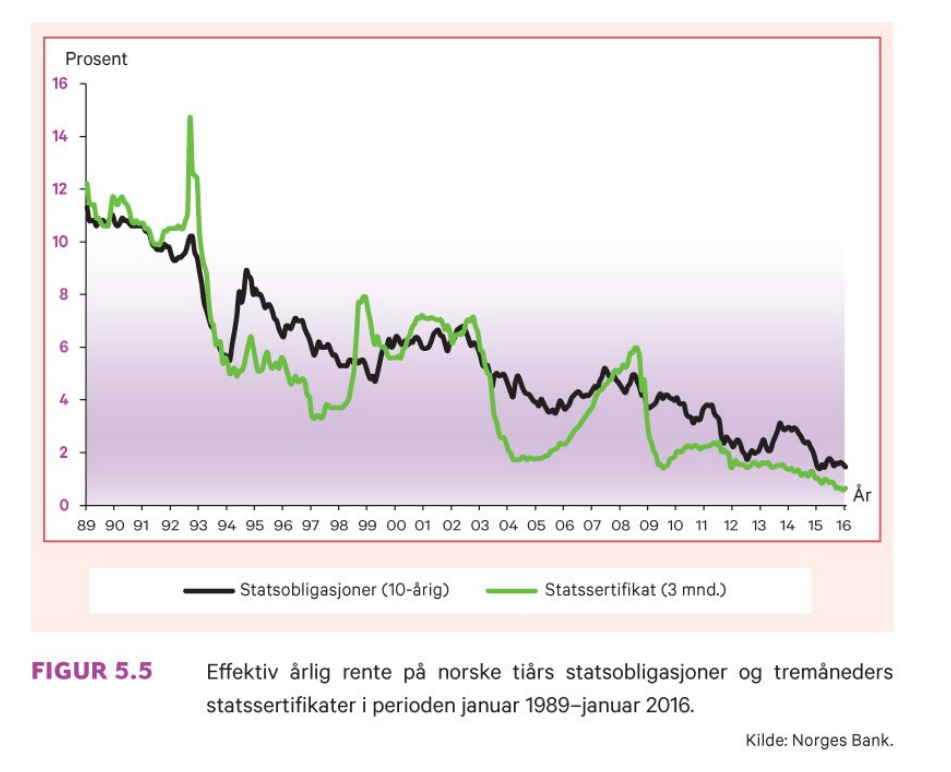 Prosent
16
14
12
10
8
6
4
2
0
År
89 90 91 92 93 94 95 96 97 98 99 00 01 02 03 04 05 06 07 08 09 10 11 12 13 14 15 16
Statsobligasjoner (10-årig) Statssertifikat (3 mnd.)
FIGUR 5.5 Effektiv årlig rente på norske tiårs statsobligasjoner og tremåneders
statssertifikater i perioden januar 1989–januar 2016.
Kilde: Norges Bank.